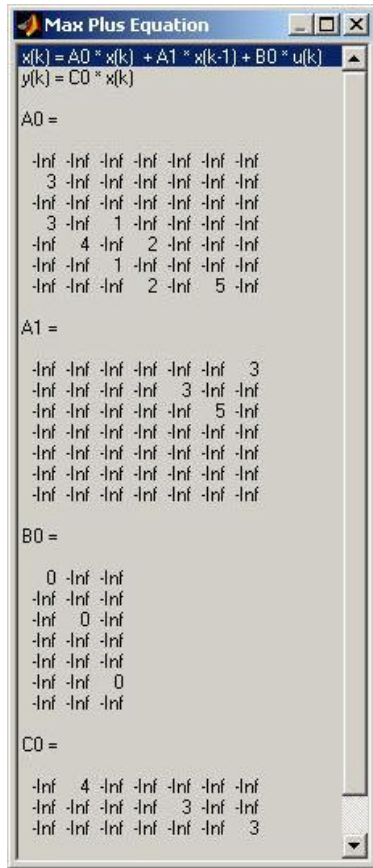 Max Plus Equation
x(k) = A0 * x(k) + A1 * x(k-1) + B0 * u(k)
y(k) = C0 * x(k)
A0 =
-Inf -Inf -Inf -Inf -Inf -Inf -Inf
3 -Inf -Inf -Inf -Inf -Inf -Inf
-Inf -Inf -Inf -Inf -Inf -Inf -Inf
3 -Inf 1 -Inf -Inf -Inf -Inf
-Inf 4 -Inf 2 -Inf -Inf -Inf
-Inf -Inf 1 -Inf -Inf -Inf -Inf
-Inf -Inf -Inf 2 -Inf 5 -Inf
A1 =
-Inf -Inf -Inf -Inf -Inf -Inf 3
-Inf -Inf -Inf -Inf 3 -Inf -Inf
-Inf -Inf -Inf -Inf -Inf 5 -Inf
-Inf -Inf -Inf -Inf -Inf -Inf -Inf
-Inf -Inf -Inf -Inf -Inf -Inf -Inf
-Inf -Inf -Inf -Inf -Inf -Inf -Inf
-Inf -Inf -Inf -Inf -Inf -Inf -Inf
B0 =
0 -Inf -Inf
-Inf -Inf -Inf
-Inf 0 -Inf
-Inf -Inf -Inf
-Inf -Inf -Inf
-Inf -Inf 0
-Inf -Inf -Inf
C0 =
-Inf 4 -Inf -Inf -Inf -Inf -Inf
-Inf -Inf -Inf -Inf 3 -Inf -Inf
-Inf -Inf -Inf -Inf -Inf -Inf 3